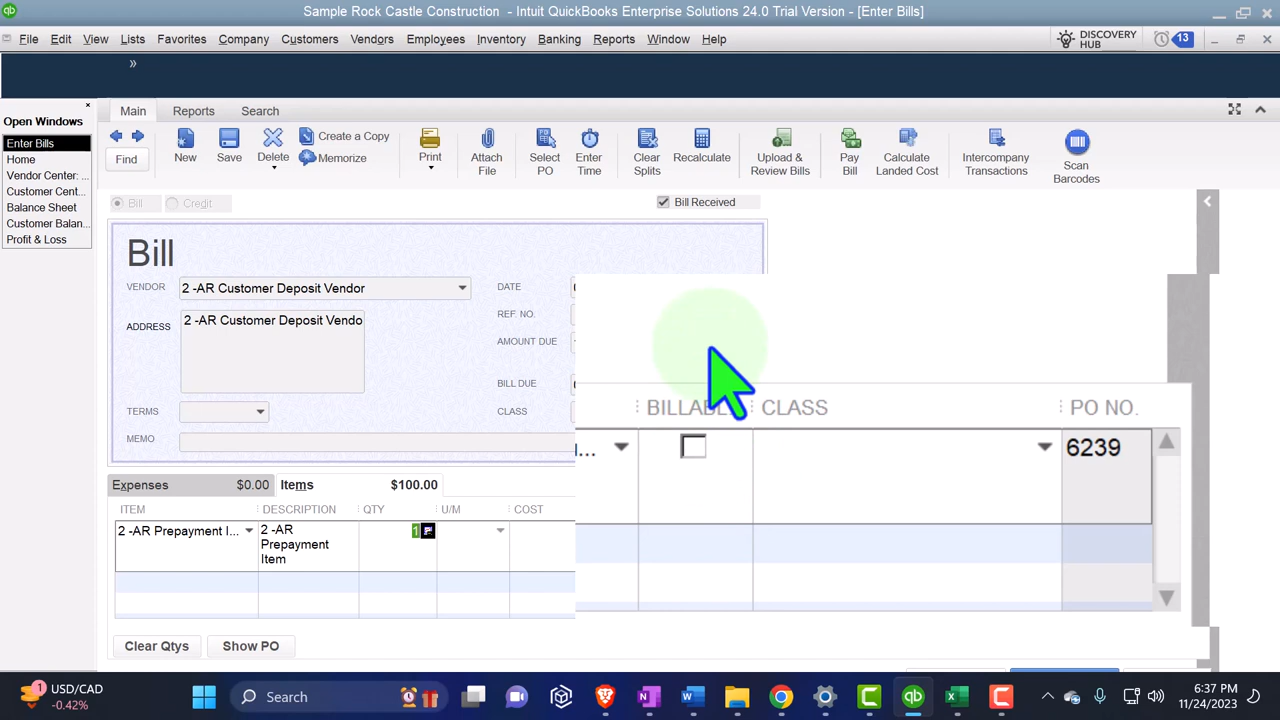 Sample Rock Castle Construction - Intuit QuickBooks Enterprise Solutions 24.0 Trial Version - [Enter Bills]
File Edit View Lists Favorites Company Customers Vendors Employees Inventory Banking Reports Window Help
DISCOVERY HUB 13
»
Main Reports Search
Open Windows
Enter Bills
Home
Vendor Center: ...
Customer Cent...
Balance Sheet
Customer Balan...
Profit & Loss
Find
New
Save
Delete
Create a Copy
Memorize
Print
Attach File
Select PO
Enter Time
Clear Splits
Recalculate
Upload & Review Bills
Pay Bill
Calculate Landed Cost
Intercompany Transactions
Scan Barcodes
Bill Credit
Bill Received
Bill
VENDOR 2 -AR Customer Deposit Vendor
ADDRESS 2 -AR Customer Deposit Vendo
TERMS
MEMO
DATE
REF. NO.
AMOUNT DUE
BILL DUE
CLASS
CLASS PO NO.
6239
Expenses $0.00 Items $100.00
ITEM DESCRIPTION QTY U/M COST
2 -AR Prepayment I... 2 -AR Prepayment Item 1
Clear Qtys Show PO
USD/CAD
-0.42%
1
Search
6:37 PM
11/24/2023